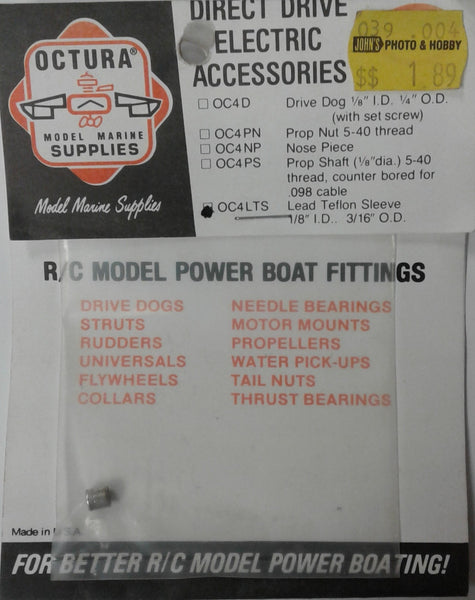 DIRECT DRIVE
ELECTRIC
ACCESSORIES
OCTURA®
MODEL MARINE
SUPPLIES
Model Marine Supplies
039 004
JOHN'S PHOTO & HOBBY
$$ 1.89
OC4D Drive Dog 1/8" I.D. 1/4" O.D.
(with set screw)
OC4PN Prop Nut 5-40 thread
OC4NP Nose Piece
OC4PS Prop Shaft (1/8"dia.) 5-40
thread, counter bored for
.098 cable
OC4LTS Lead Teflon Sleeve
1/8" I.D.. 3/16" O.D.
R/C MODEL POWER BOAT FITTINGS
DRIVE DOGS NEEDLE BEARINGS
STRUTS MOTOR MOUNTS
RUDDERS PROPELLERS
UNIVERSALS WATER PICK-UPS
FLYWHEELS TAIL NUTS
COLLARS THRUST BEARINGS
Made in U.S.A.
FOR BETTER R/C MODEL POWER BOATING!